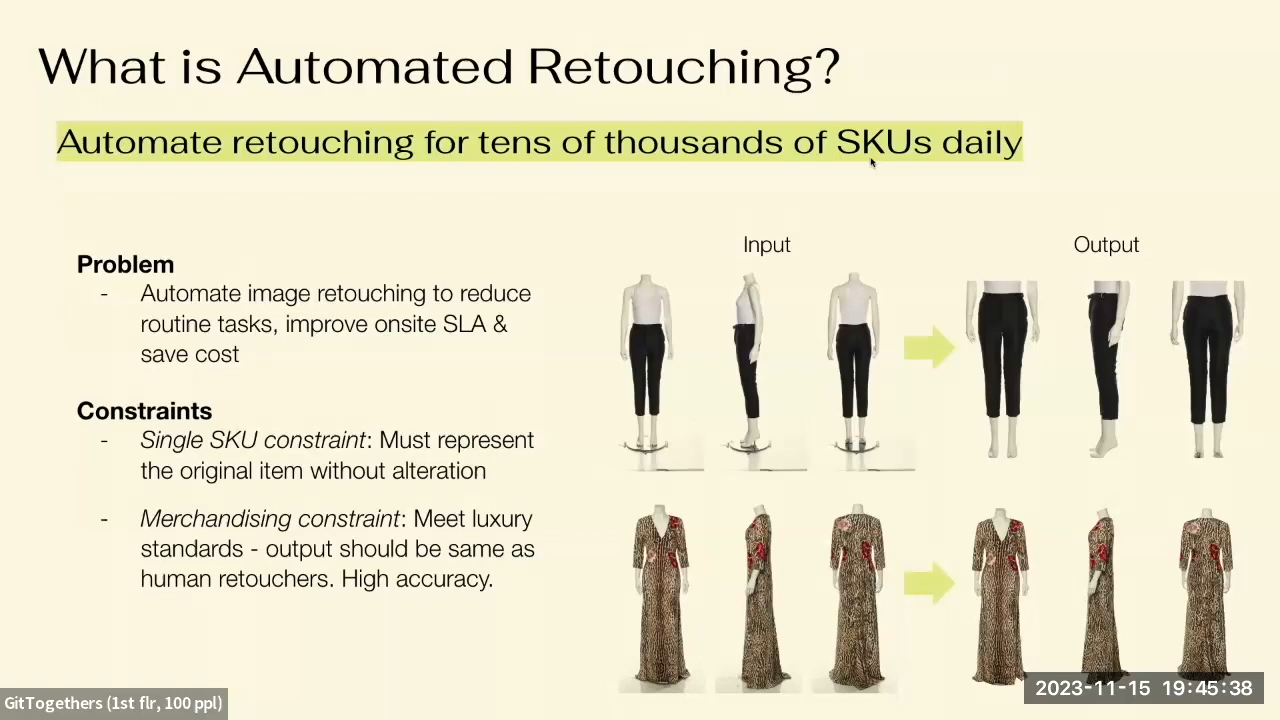 What is Automated Retouching?
Automate retouching for tens of thousands of SKUs daily
Problem
- Automate image retouching to reduce
routine tasks, improve onsite SLA &
save cost
Constraints
- Single SKU constraint: Must represent
the original item without alteration
- Merchandising constraint: Meet luxury
standards - output should be same as
human retouchers. High accuracy.
Input
Output
2023-11-15 19:45:38
GitTogethers (1st flr, 100 ppl)